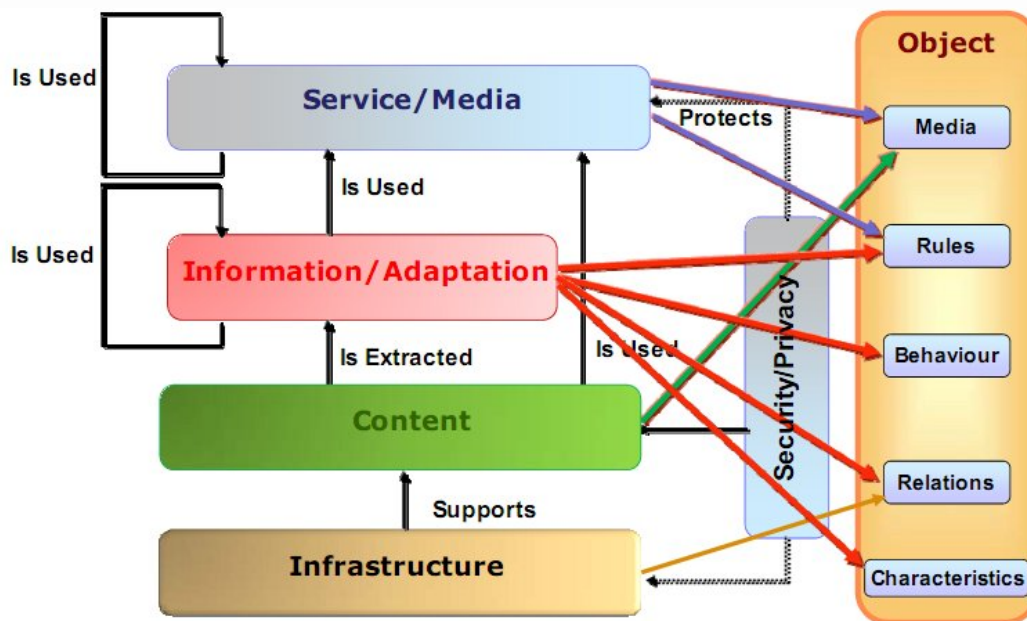 Object
Is Used
Service/Media
Protects
Media
Is Used
Is Used
Information/Adaptation
Rules
Security/Privacy
Is Extracted
Is Used
Behaviour
Content
Relations
Supports
Infrastructure
Characteristics